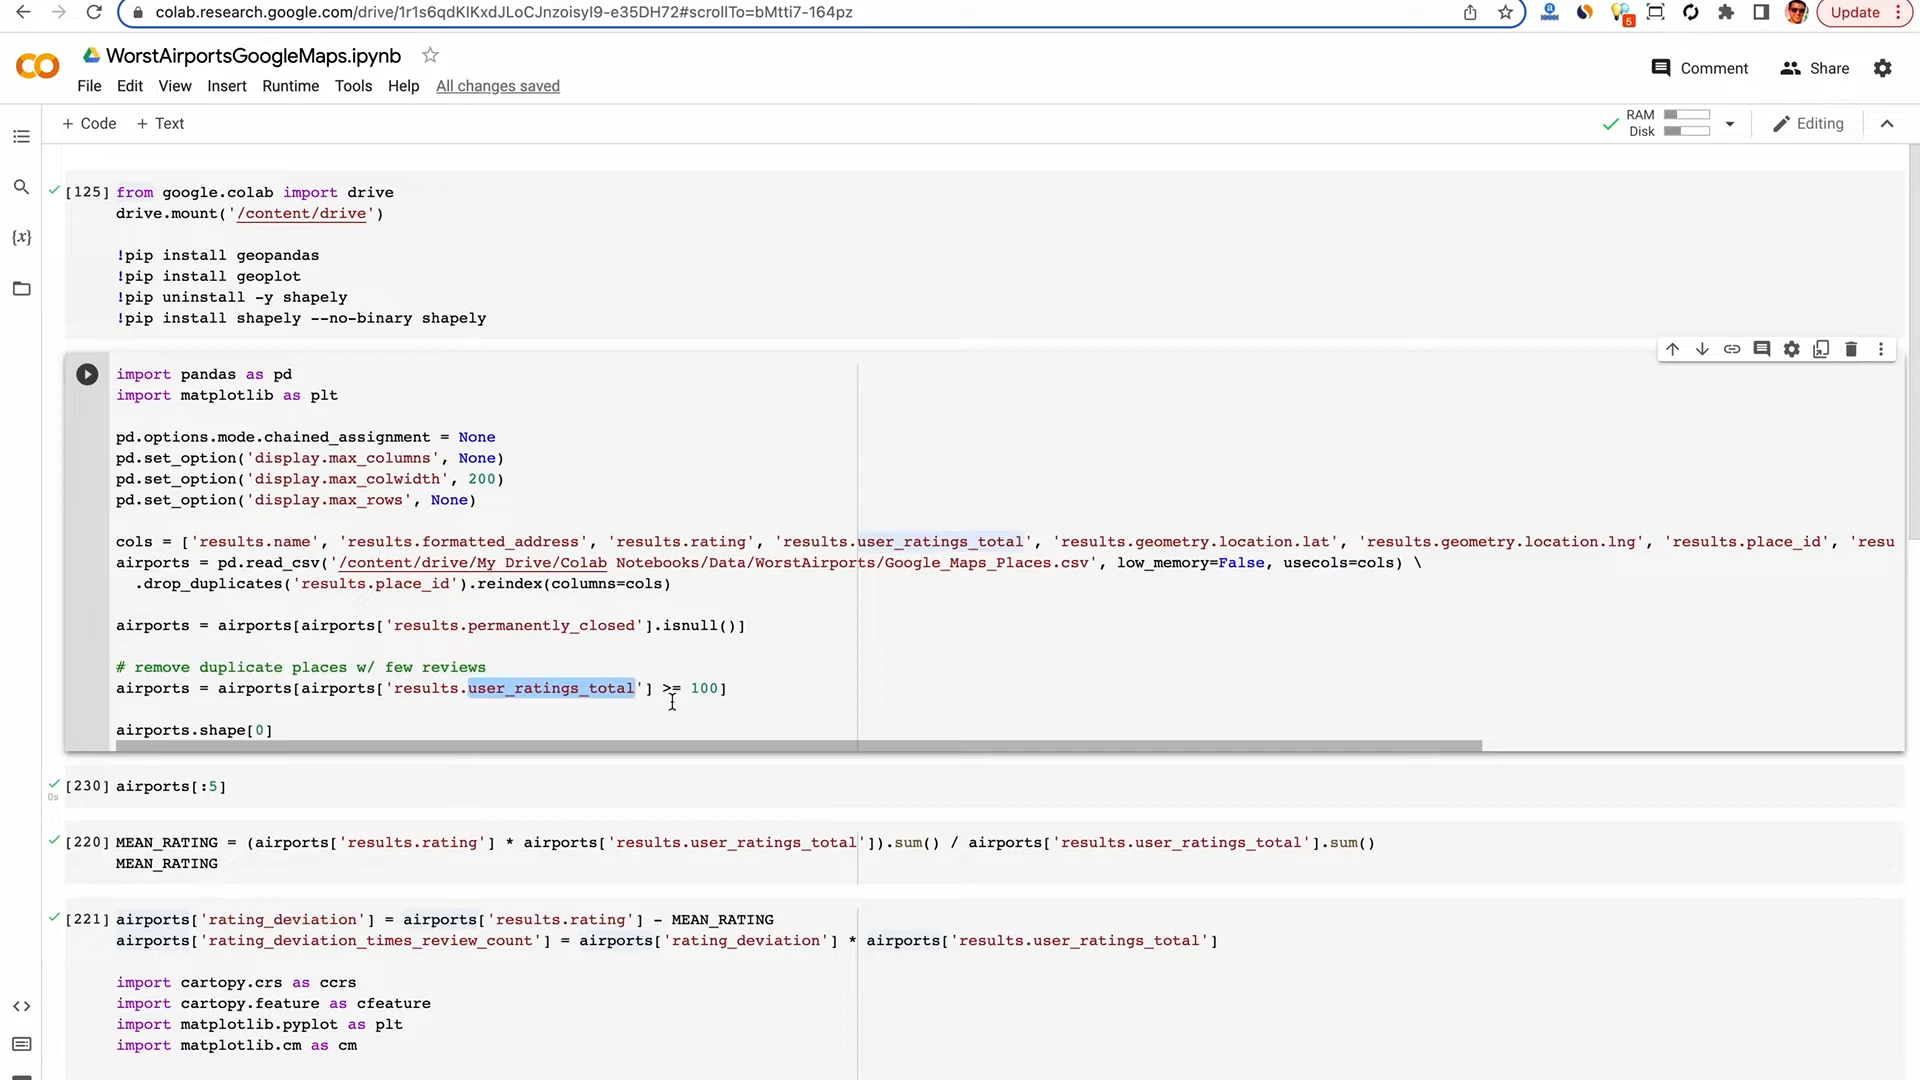 colab.research.google.com/drive/1r1s6qdKlKxdJLoCJnzoisyI9-e35DH72#scrollTo=bMtti7-164pz
5
Update
WorstAirportsGoogleMaps.ipynb
File Edit View Insert Runtime Tools Help All changes saved
Comment
Share
+ Code + Text
RAM
Disk
Editing
[125] from google.colab import drive
drive.mount('/content/drive')
!pip install geopandas
!pip install geoplot
!pip uninstall -y shapely
!pip install shapely --no-binary shapely
import pandas as pd
import matplotlib as plt
pd.options.mode.chained_assignment = None
pd.set_option('display.max_columns', None)
pd.set_option('display.max_colwidth', 200)
pd.set_option('display.max_rows', None)
cols = ['results.name', 'results.formatted_address', 'results.rating', 'results.user_ratings_total', 'results.geometry.location.lat', 'results.geometry.location.lng', 'results.place_id', 'resu
airports = pd.read_csv('/content/drive/My Drive/Colab Notebooks/Data/WorstAirports/Google_Maps_Places.csv', low_memory=False, usecols=cols) \
.drop_duplicates('results.place_id').reindex(columns=cols)
airports = airports[airports['results.permanently_closed'].isnull()]
# remove duplicate places w/ few reviews
airports = airports[airports['results.user_ratings_total'] >= 100]
airports.shape[0]
[230] airports[:5]
0s
[220] MEAN_RATING = (airports['results.rating'] * airports['results.user_ratings_total']).sum() / airports['results.user_ratings_total'].sum()
MEAN_RATING
[221] airports['rating_deviation'] = airports['results.rating'] - MEAN_RATING
airports['rating_deviation_times_review_count'] = airports['rating_deviation'] * airports['results.user_ratings_total']
import cartopy.crs as ccrs
import cartopy.feature as cfeature
import matplotlib.pyplot as plt
import matplotlib.cm as cm